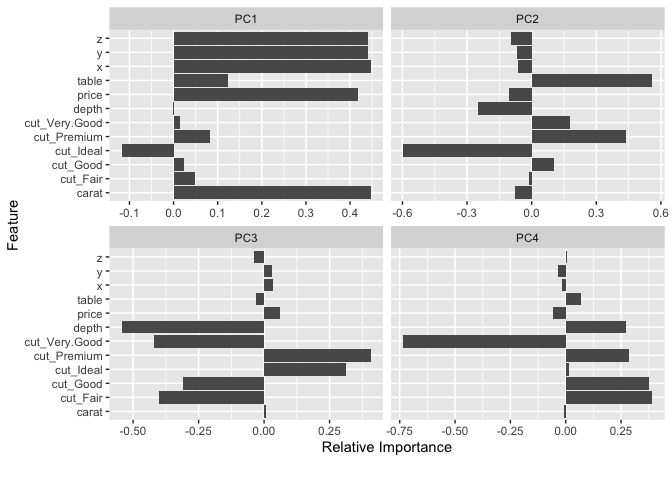 PC1 PC2
z
y
x
table
price
depth
cut_Very.Good
cut_Premium
cut_Ideal
cut_Good
cut_Fair
carat
-0.1 0.0 0.1 0.2 0.3 0.4 -0.6 -0.3 0.0 0.3 0.6
Feature
PC3 PC4
z
y
x
table
price
depth
cut_Very.Good
cut_Premium
cut_Ideal
cut_Good
cut_Fair
carat
-0.50 -0.25 0.00 0.25 -0.75 -0.50 -0.25 0.00 0.25
Relative Importance